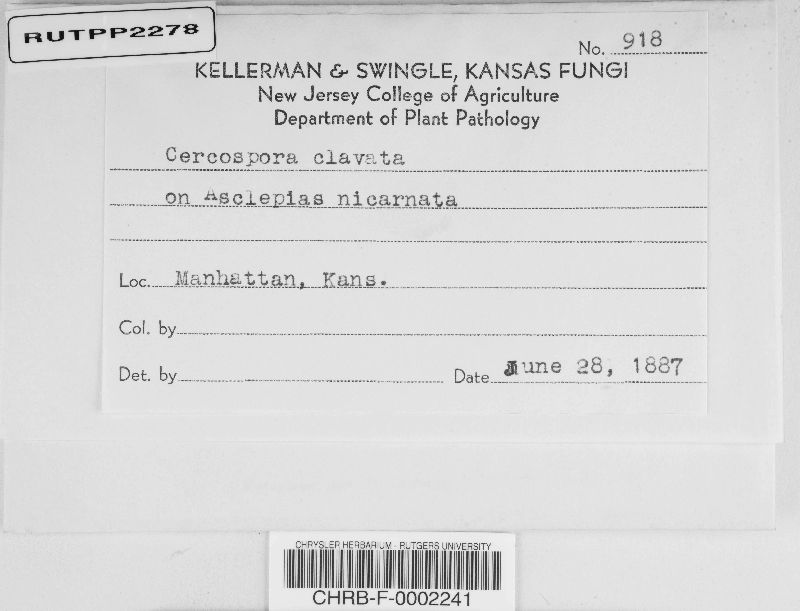 RUTPP2278
No. 918
KELLERMAN & SWINGLE, KANSAS FUNGI
New Jersey College of Agriculture
Department of Plant Pathology
Cercospora clavata
on Asclepias nicarnata
Loc. Manhattan, Kans.
Col. by
Det. by
Date June 28, 1887
CHRYSLER HERBARIUM - RUTGERS UNIVERSITY
CHRB-F-0002241